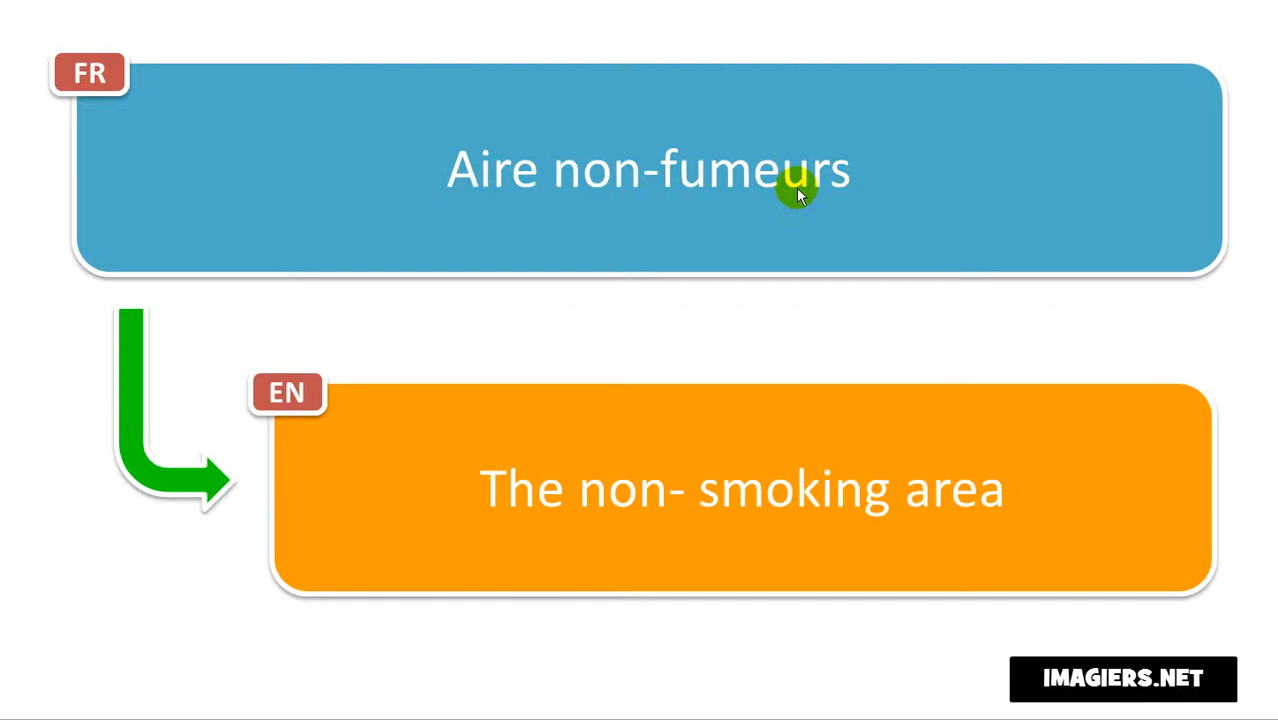 FR
Aire non-fumeurs
EN
The non- smoking area
IMAGIERS.NET